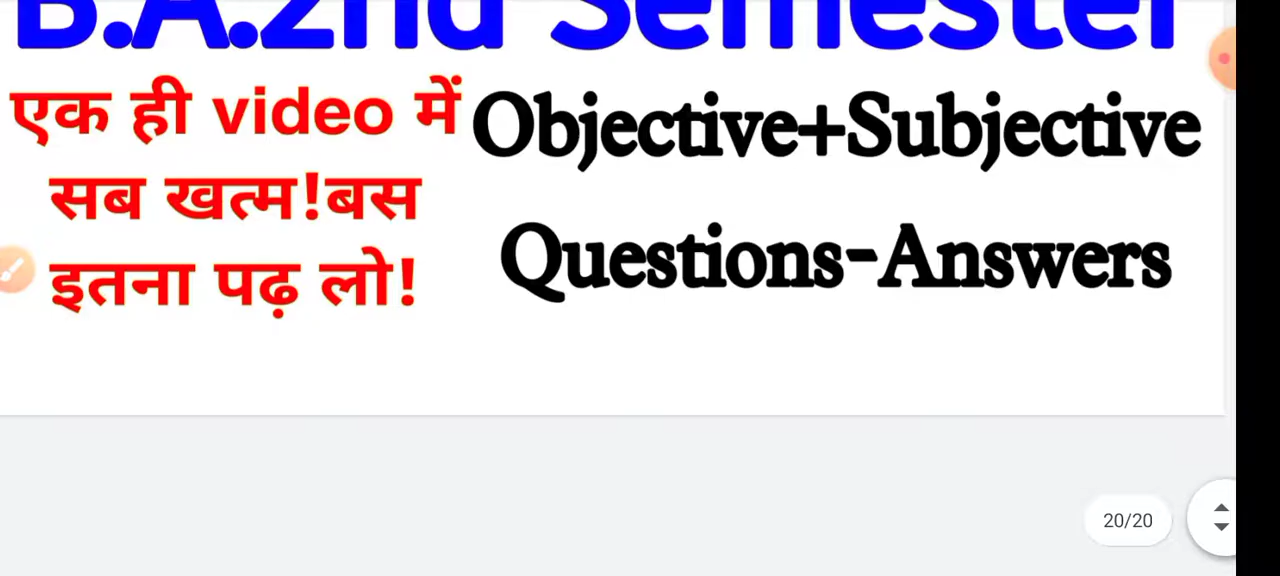 B.A.2nd Semester
एक ही video में
सब खत्म!बस
इतना पढ़ लो!
Objective+Subjective
Questions-Answers
20/20